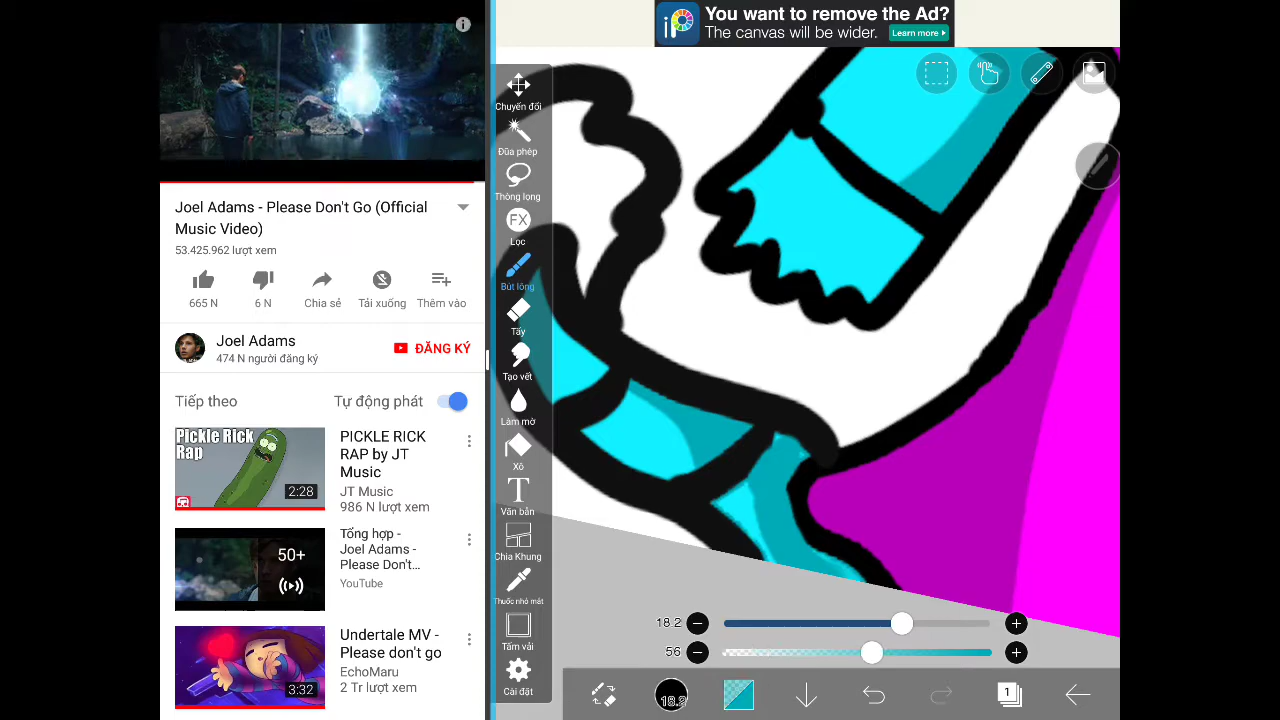 Joel Adams - Please Don't Go (Official
Music Video)
53.425.962 lượt xem
665 N
6 N
Chia sẻ
Tải xuống
Thêm vào
Joel Adams
474 N người đăng ký
ĐĂNG KÝ
Tiếp theo
Tự động phát
Pickle Rick
Rap
2:28
PICKLE RICK
RAP by JT
Music
JT Music
986 N lượt xem
50+
Tổng hợp -
Joel Adams -
Please Don't...
YouTube
3:32
Undertale MV -
Please don't go
EchoMaru
2 Tr lượt xem
iP
You want to remove the Ad?
The canvas will be wider.
Learn more
Chuyển đổi
Đũa phép
Thòng lọng
FX
Lọc
Bút lông
Tẩy
Tạo vết
Làm mờ
Xô
T
Văn bản
Chia Khung
Thuốc nhỏ mắt
Tấm vải
Cài đặt
18.2
56
18.2
1